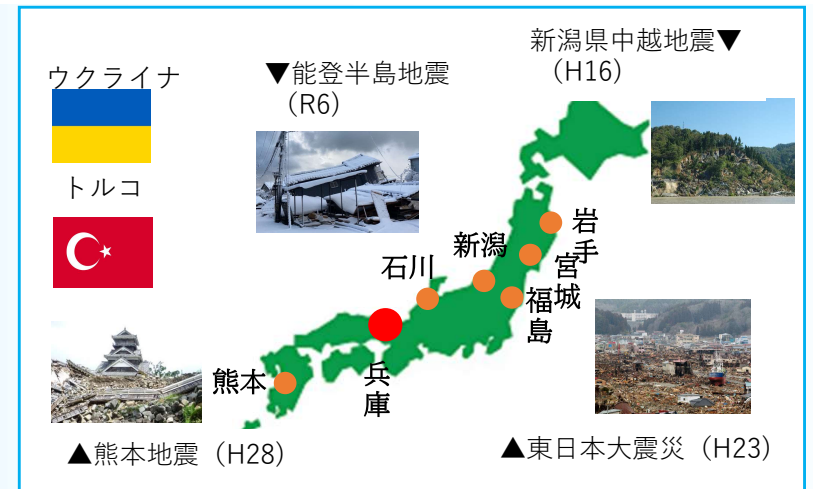 ウクライナ
トルコ
▼能登半島地震
（R6）
新潟県中越地震▼
（H16）
岩手
宮城
福島
新潟
石川
兵庫
熊本
▲熊本地震（H28）
▲東日本大震災（H23）